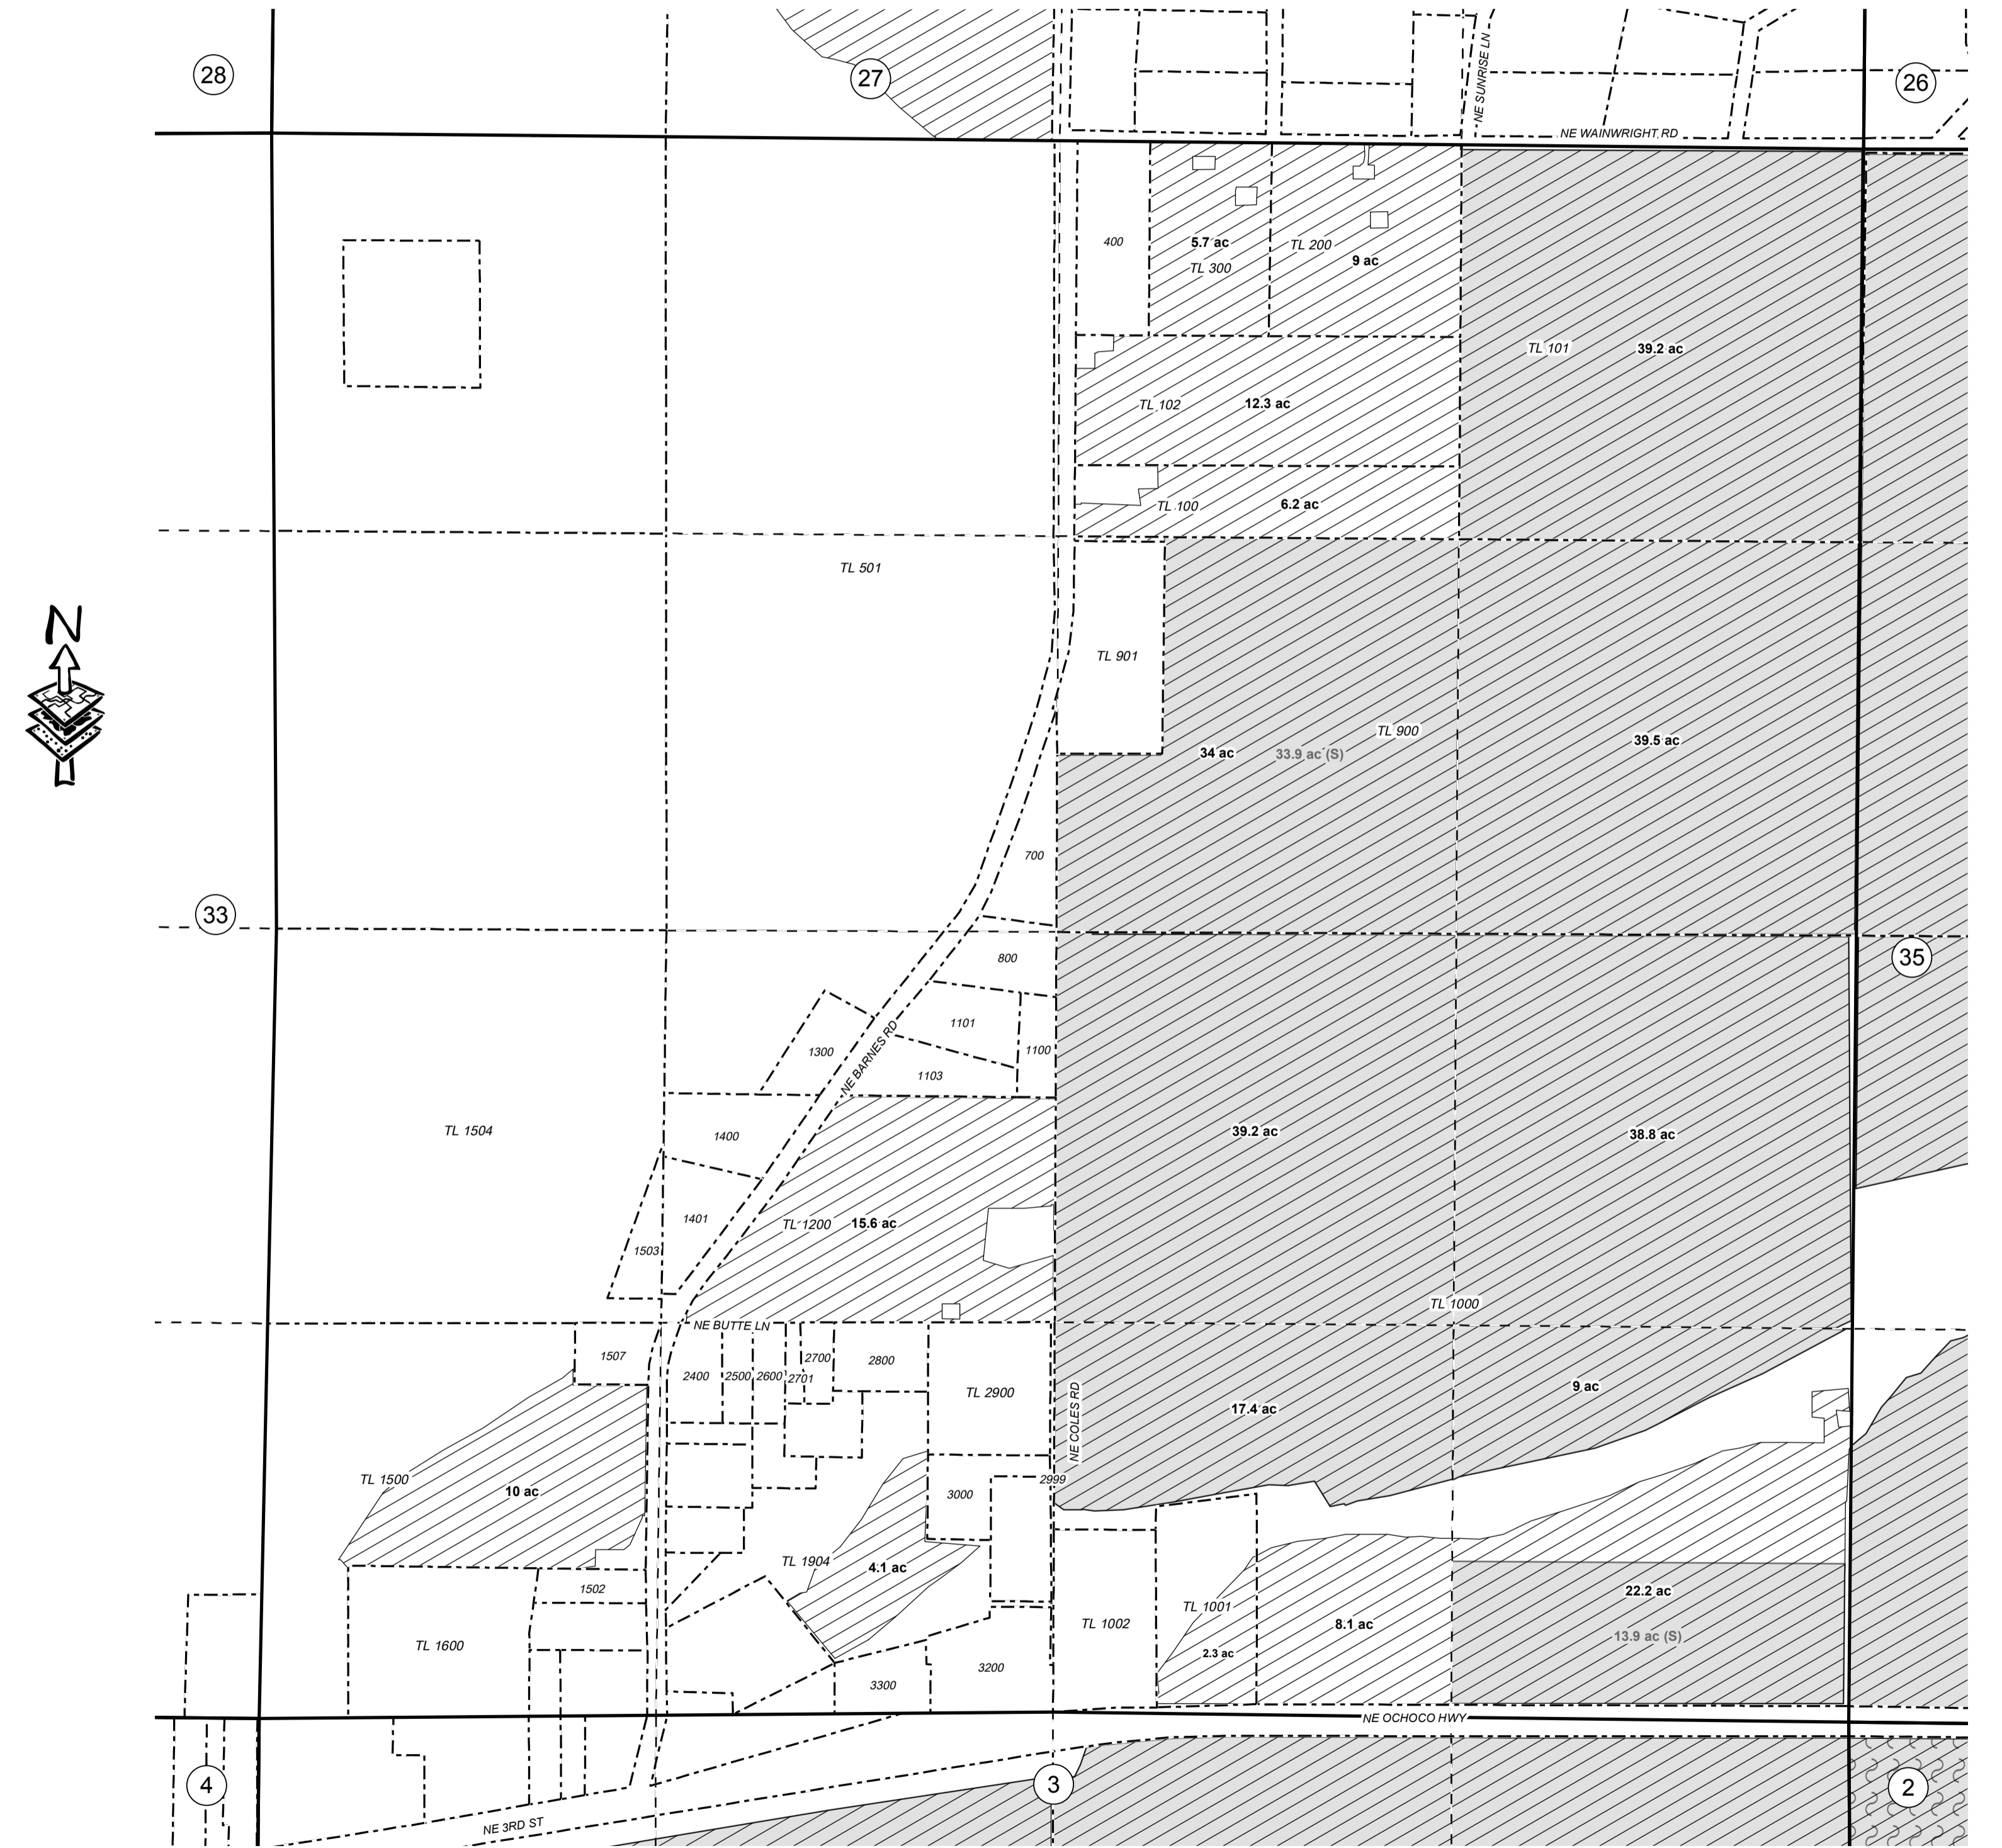 28
27
26
NE SUNRISE LN
NE WAINWRIGHT RD
400
5.7 ac
TL 300
TL 200
9 ac
TL 101
39.2 ac
TL 102
12.3 ac
TL 100
6.2 ac
TL 501
N
TL 901
TL 900
34 ac
33.9 ac (S)
39.5 ac
700
33
800
35
1101
1100
1300
NE BARNES RD
1103
TL 1504
1400
39.2 ac
38.8 ac
1401
TL 1200
15.6 ac
1503
TL 1000
NE BUTTE LN
1507
2400
2500
2600
2701
2700
2800
TL 2900
NE COLES RD
17.4 ac
9 ac
TL 1500
10 ac
2999
3000
TL 1904
4.1 ac
1502
22.2 ac
TL 1001
TL 1600
TL 1002
8.1 ac
13.9 ac (S)
2.3 ac
3200
3300
NE OCHOCO HWY
4
3
2
NE 3RD ST